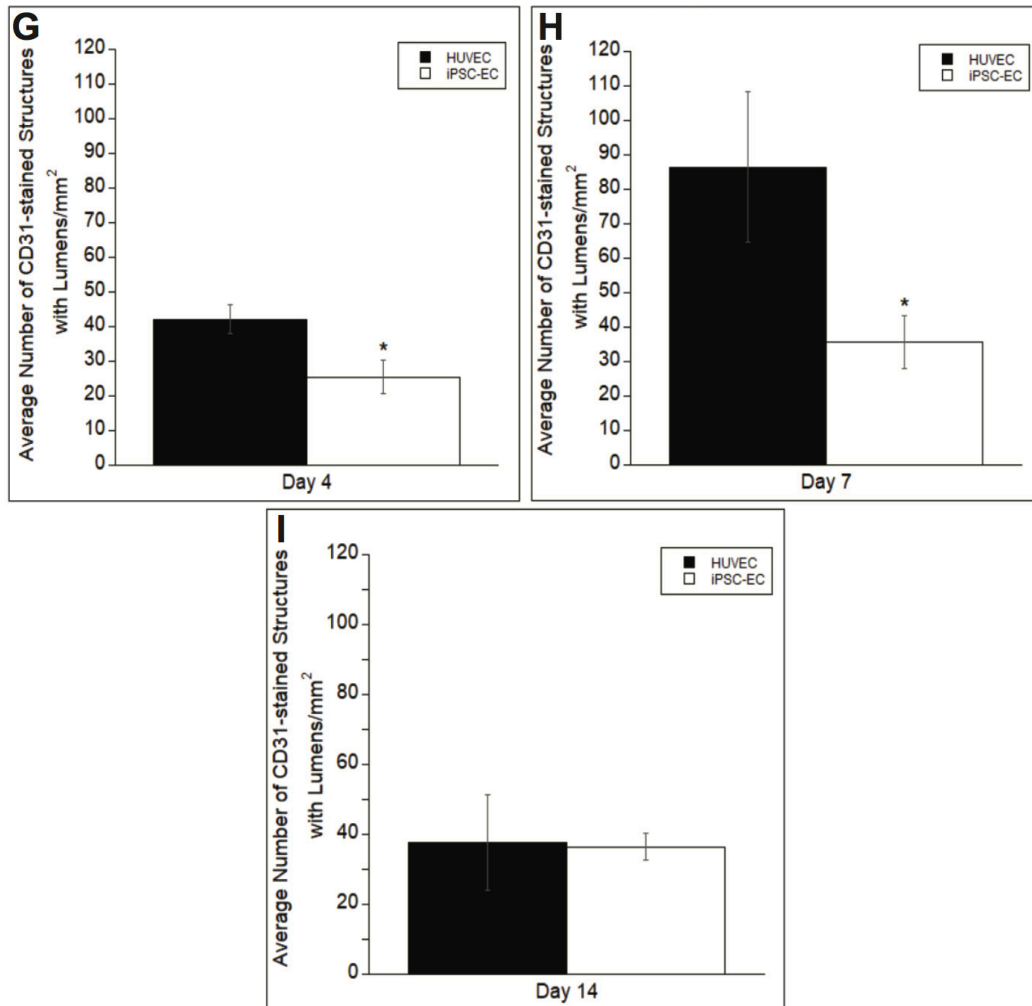 G
Average Number of CD31-stained Structures
with Lumens/mm²
120
110
100
90
80
70
60
50
40
30
20
10
0
HUVEC
iPSC-EC
*
Day 4
H
Average Number of CD31-stained Structures
with Lumens/mm²
120
110
100
90
80
70
60
50
40
30
20
10
0
HUVEC
iPSC-EC
*
Day 7
I
Average Number of CD31-stained Structures
with Lumens/mm²
120
100
80
60
40
20
0
HUVEC
iPSC-EC
Day 14